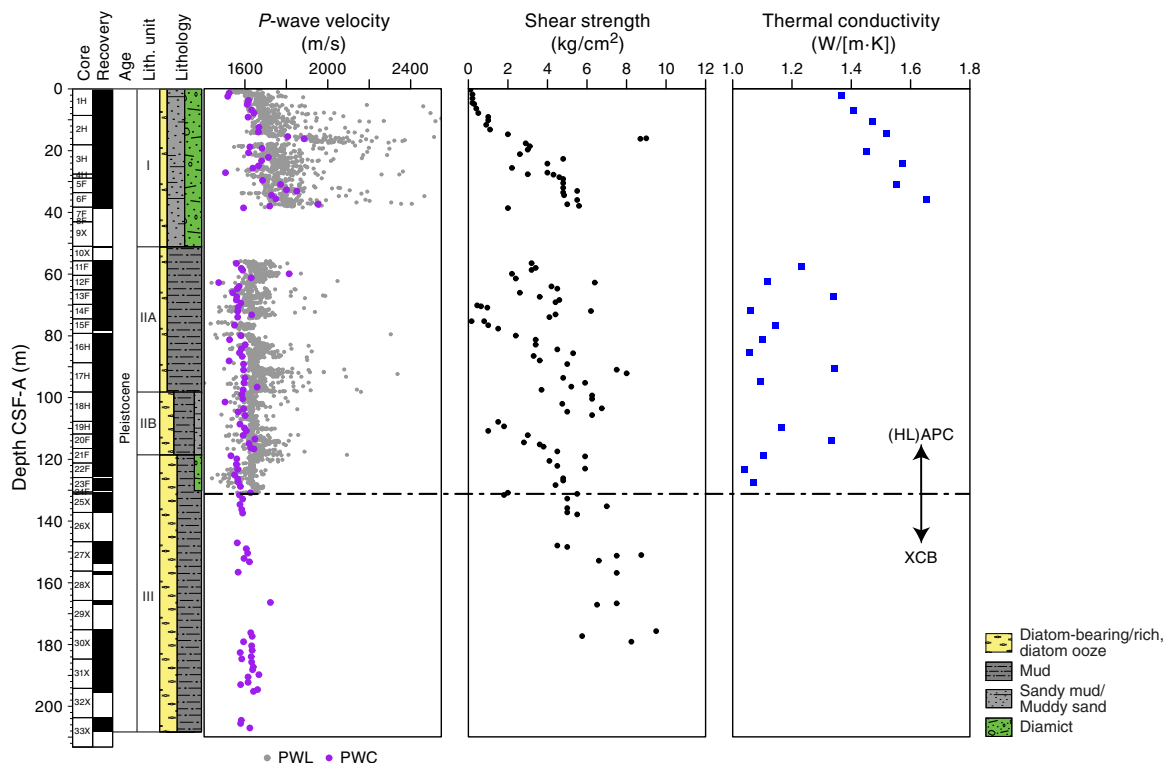 Core
Recovery
Age
Lith. unit
Lithology
P-wave velocity
(m/s)
1600 2000 2400
Shear strength
(kg/cm2)
0 2 4 6 8 10 12
Thermal conductivity
(W/[m·K])
1.0 1.2 1.4 1.6 1.8
Depth CSF-A (m)
0
20
40
60
80
100
120
140
160
180
200
1H
2H
3H
4H
5F
6F
7F
8F
9X
10X
11F
12F
13F
14F
15F
16H
17H
18H
19H
20F
21F
22F
23F
24F
25X
26X
27X
28X
29X
30X
31X
32X
33X
Pleistocene
I
IIA
IIB
III
(HL)APC
XCB
Diatom-bearing/rich,
diatom ooze
Mud
Sandy mud/
Muddy sand
Diamict
PWL PWC